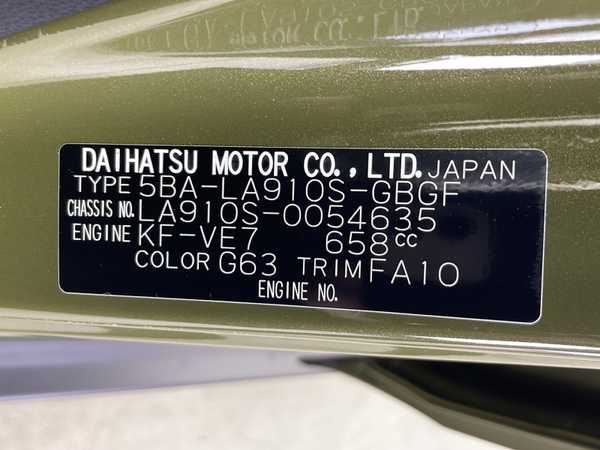 DAIHATSU MOTOR CO., LTD. JAPAN
TYPE 5BA-LA910S-GBGF
CHASSIS NO. LA910S-0054635
ENGINE KF-VE7 658cc
COLOR G63 TRIM FA10
ENGINE NO.